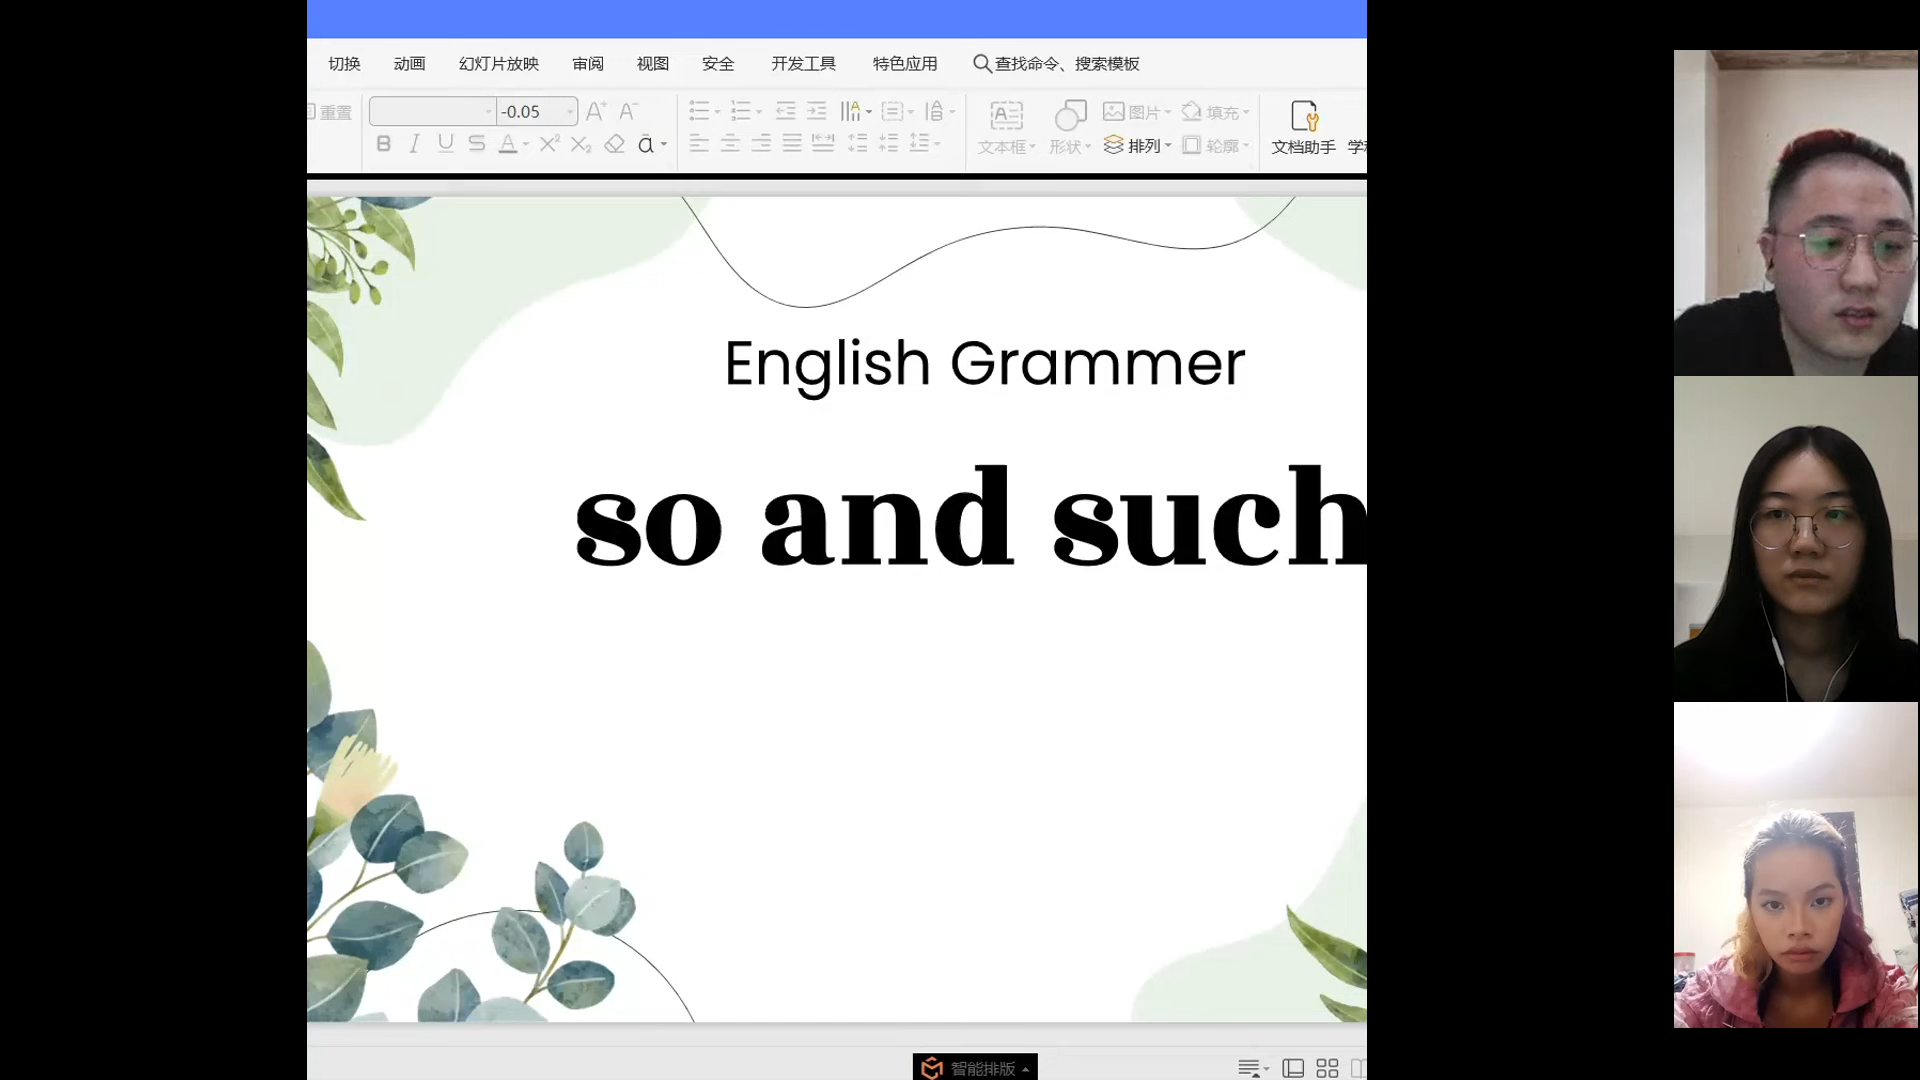 切换 动画 幻灯片放映 审阅 视图 安全 开发工具 特色应用 查找命令、搜索模板
重置 -0.05 A+ A- 图片 填充
B I U S A X² X₂ ā 文本框 形状 排列 轮廓 文档助手
English Grammer
so and such
智能排版